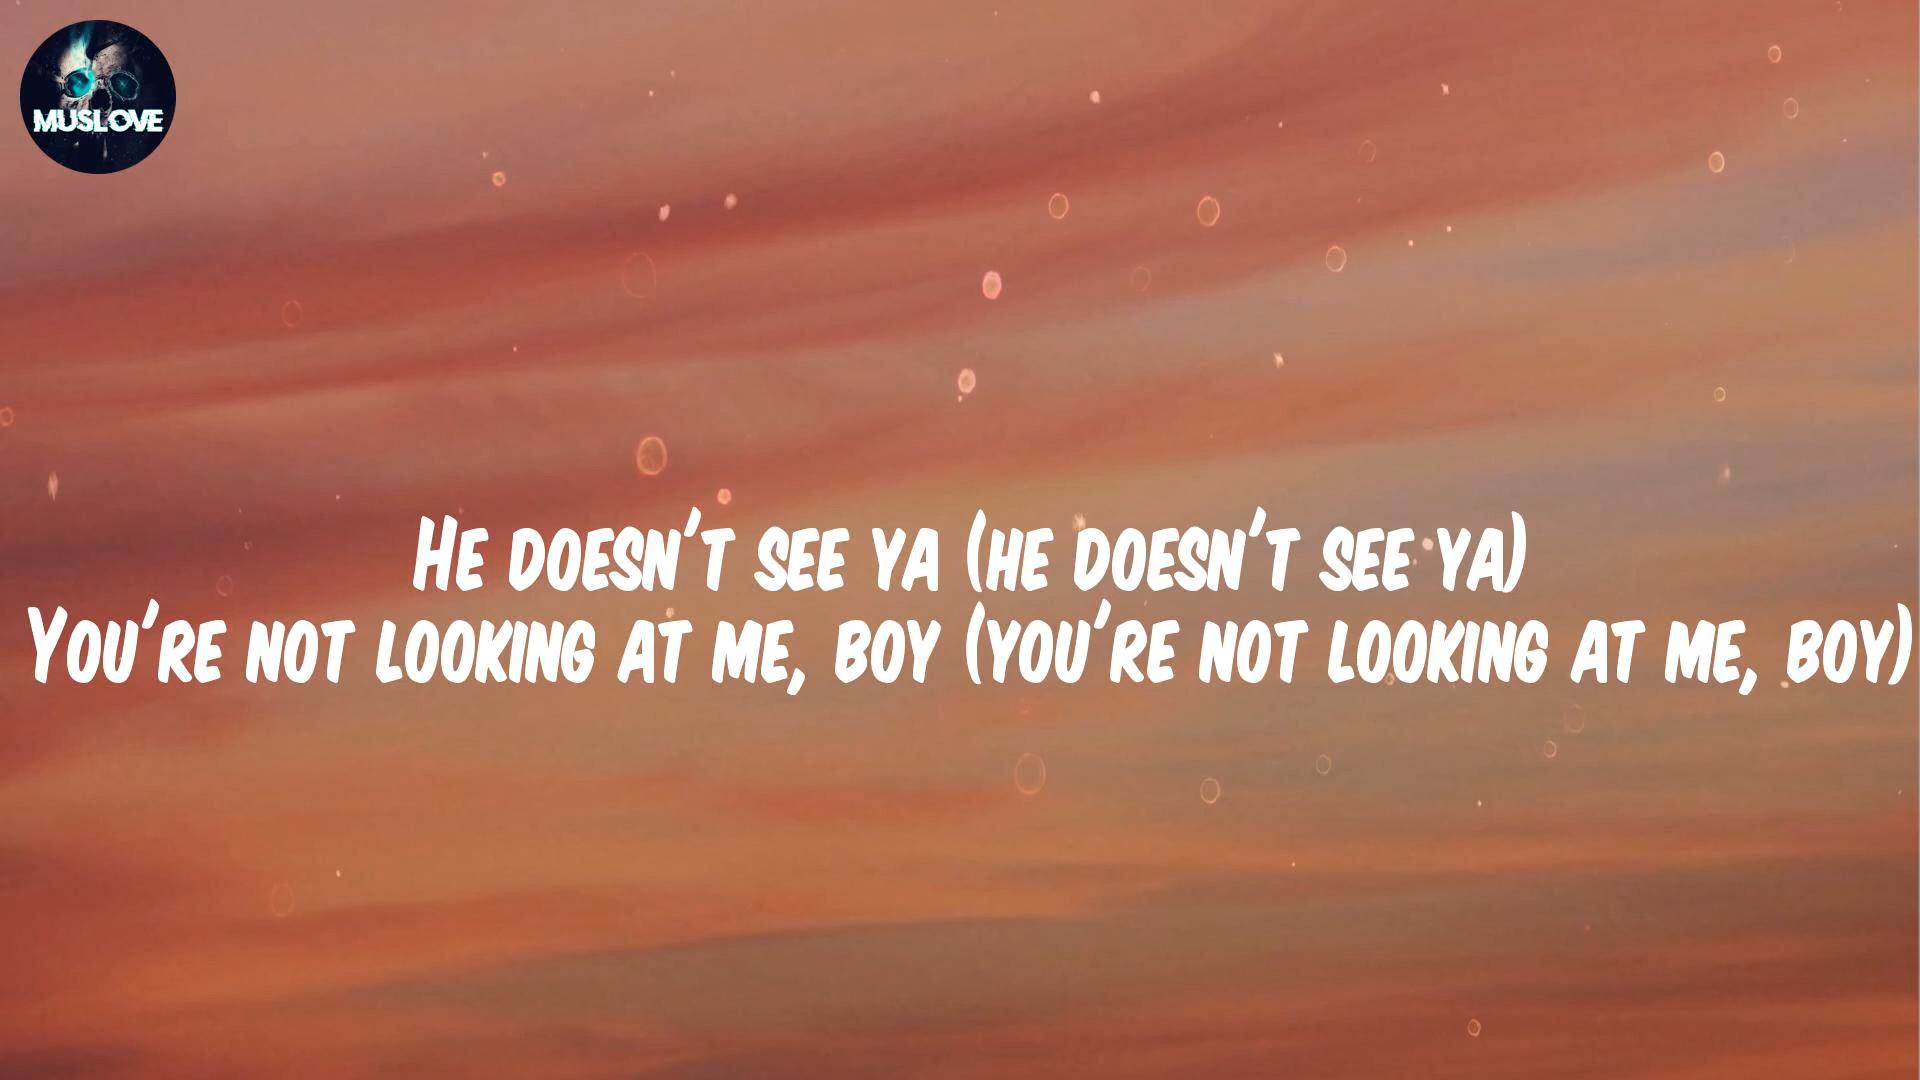 MUSLOVE
He doesn't see ya (he doesn't see ya)
You're not looking at me, boy (you're not looking at me, boy)